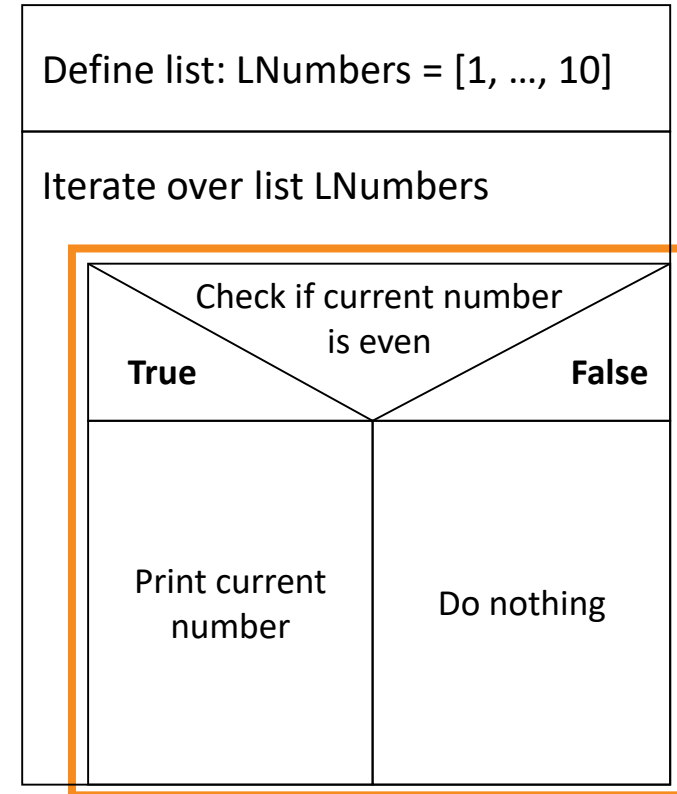 Define list: LNumbers = [1, …, 10]
Iterate over list LNumbers
Check if current number
is even
True
False
Print current
number
Do nothing